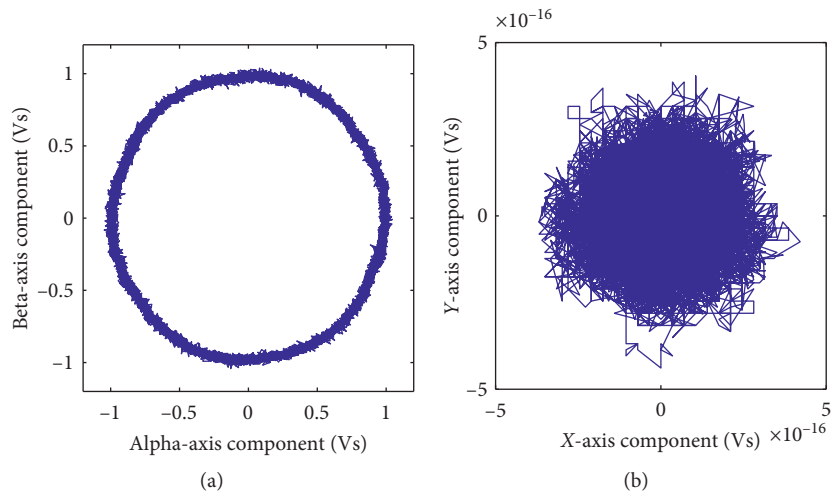 1
0.5
0
−0.5
−1
Beta-axis component (Vs)
−1 −0.5 0 0.5 1
Alpha-axis component (Vs)
(a)
×10−16
5
0
−5
Y-axis component (Vs)
−5 0 5
X-axis component (Vs) ×10−16
(b)